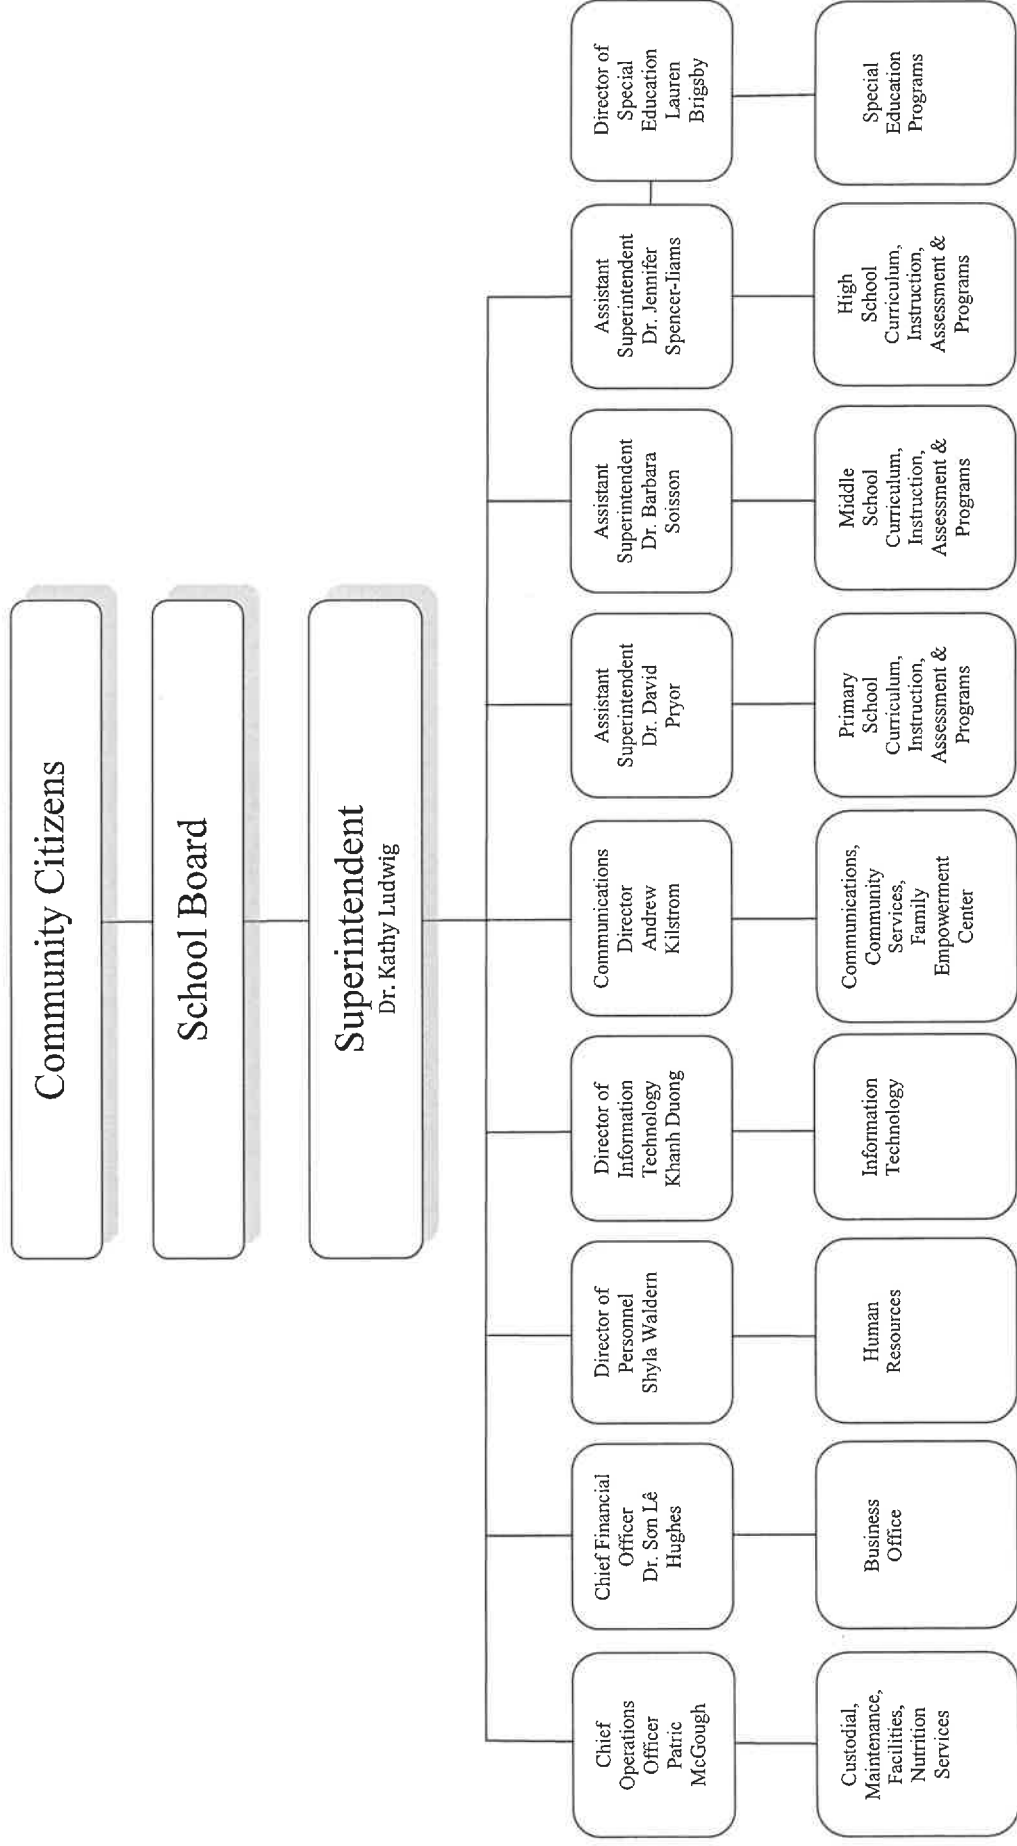 Community Citizens
School Board
Superintendent
Dr. Kathy Ludwig
Chief
Operations
Officer
Patric
McGough
Chief Financial
Officer
Dr. Son Lê
Hughes
Director of
Personnel
Shyla Waldern
Director of
Information
Technology
Khanh Duong
Communications
Director
Andrew
Kilstrom
Assistant
Superintendent
Dr. David
Pryor
Assistant
Superintendent
Dr. Barbara
Soisson
Assistant
Superintendent
Dr. Jennifer
Spencer-Iiams
Director of
Special
Education
Lauren
Brigsby
Custodial,
Maintenance,
Facilities,
Nutrition
Services
Business
Office
Human
Resources
Information
Technology
Communications,
Community
Services,
Family
Empowerment
Center
Primary
School
Curriculum,
Instruction,
Assessment &
Programs
Middle
School
Curriculum,
Instruction,
Assessment &
Programs
High
School
Curriculum,
Instruction,
Assessment &
Programs
Special
Education
Programs